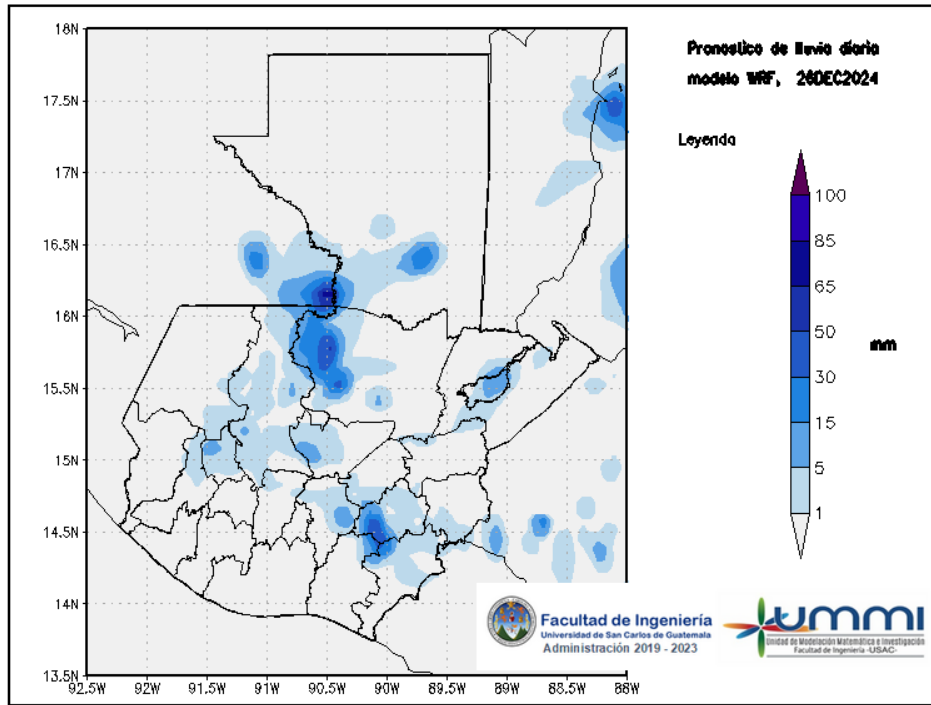 Pronostico de lluvia diaria
modelo WRF, 26DEC2024
Leyenda
100
85
65
50
30
15
5
1
mm
18N
17.5N
17N
16.5N
16N
15.5N
15N
14.5N
14N
13.5N
92.5W
92W
91.5W
91W
90.5W
90W
89.5W
89W
88.5W
88W
Facultad de Ingeniería
Universidad de San Carlos de Guatemala
Administración 2019 - 2023
ummi
Unidad de Modelación Matemática e Investigación
Facultad de Ingeniería -USAC-